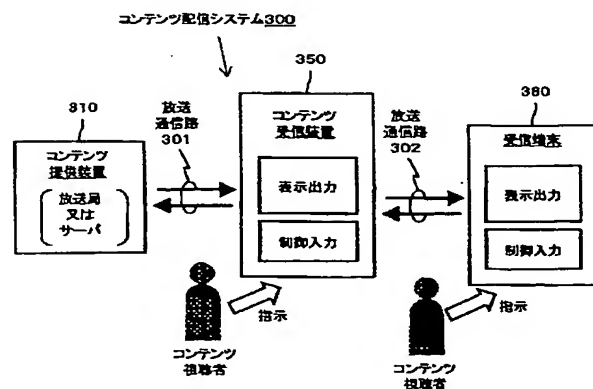 コンテンツ配信システム300
310
コンテンツ
提供装置
放送局
又は
サーバ
放送
通信路
301
350
コンテンツ
受信装置
表示出力
制御入力
指示
コンテンツ
視聴者
放送
通信路
302
380
受信端末
表示出力
制御入力
指示
コンテンツ
視聴者